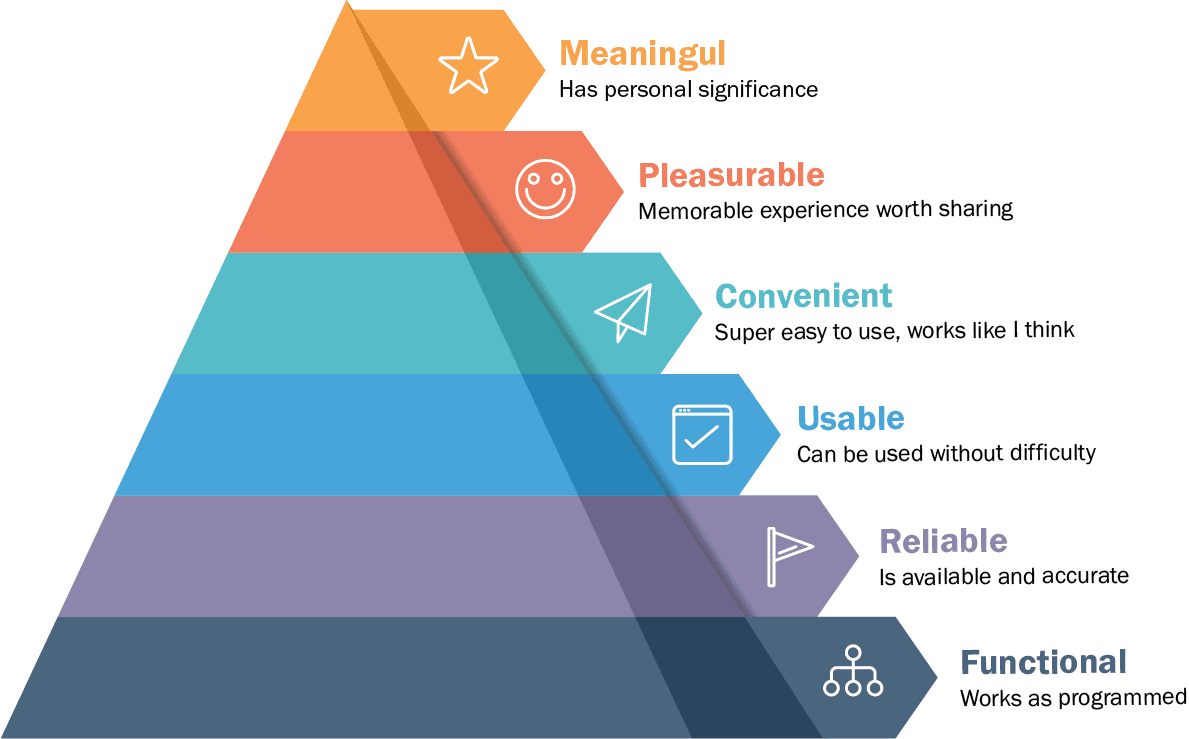 Meaningul
Has personal significance
Pleasurable
Memorable experience worth sharing
Convenient
Super easy to use, works like I think
Usable
Can be used without difficulty
Reliable
Is available and accurate
Functional
Works as programmed